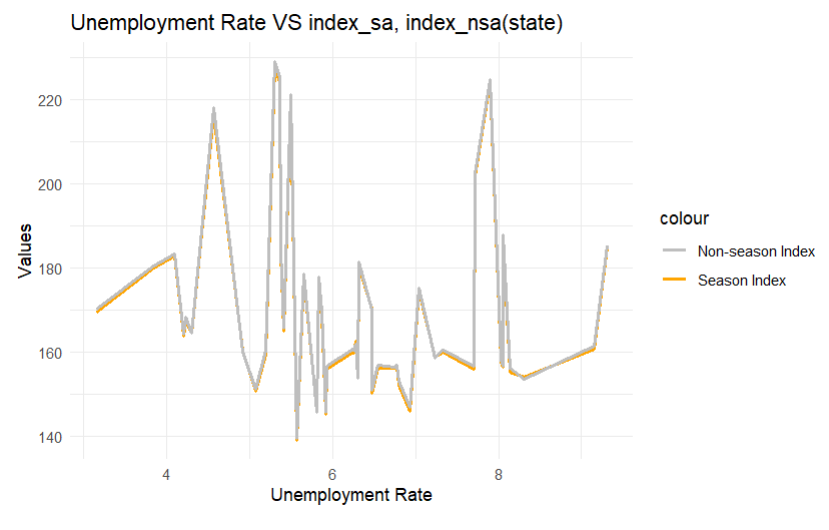 Unemployment Rate VS index_sa, index_nsa(state)
220
200
180
160
140
Values
4
6
8
Unemployment Rate
colour
Non-season Index
Season Index